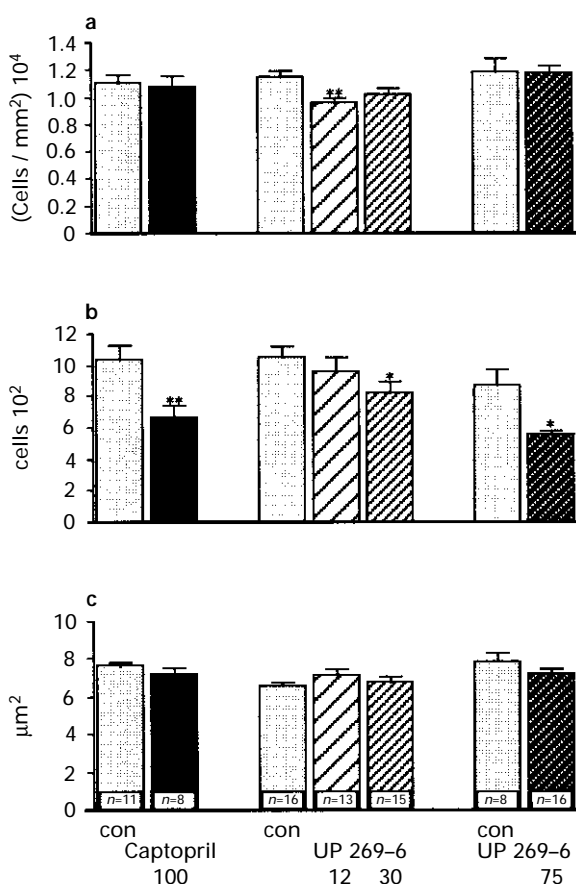 a
(Cells / mm²) 10⁴
1.4
1.2
1.0
0.8
0.6
0.4
0.2
0
**
b
cells 10²
12
10
8
6
4
2
0
**
*
*
c
µm²
10
8
6
4
2
0
n=11 n=8 n=16 n=13 n=15 n=8 n=16
con con con
Captopril UP 269–6 UP 269–6
100 12 30 75